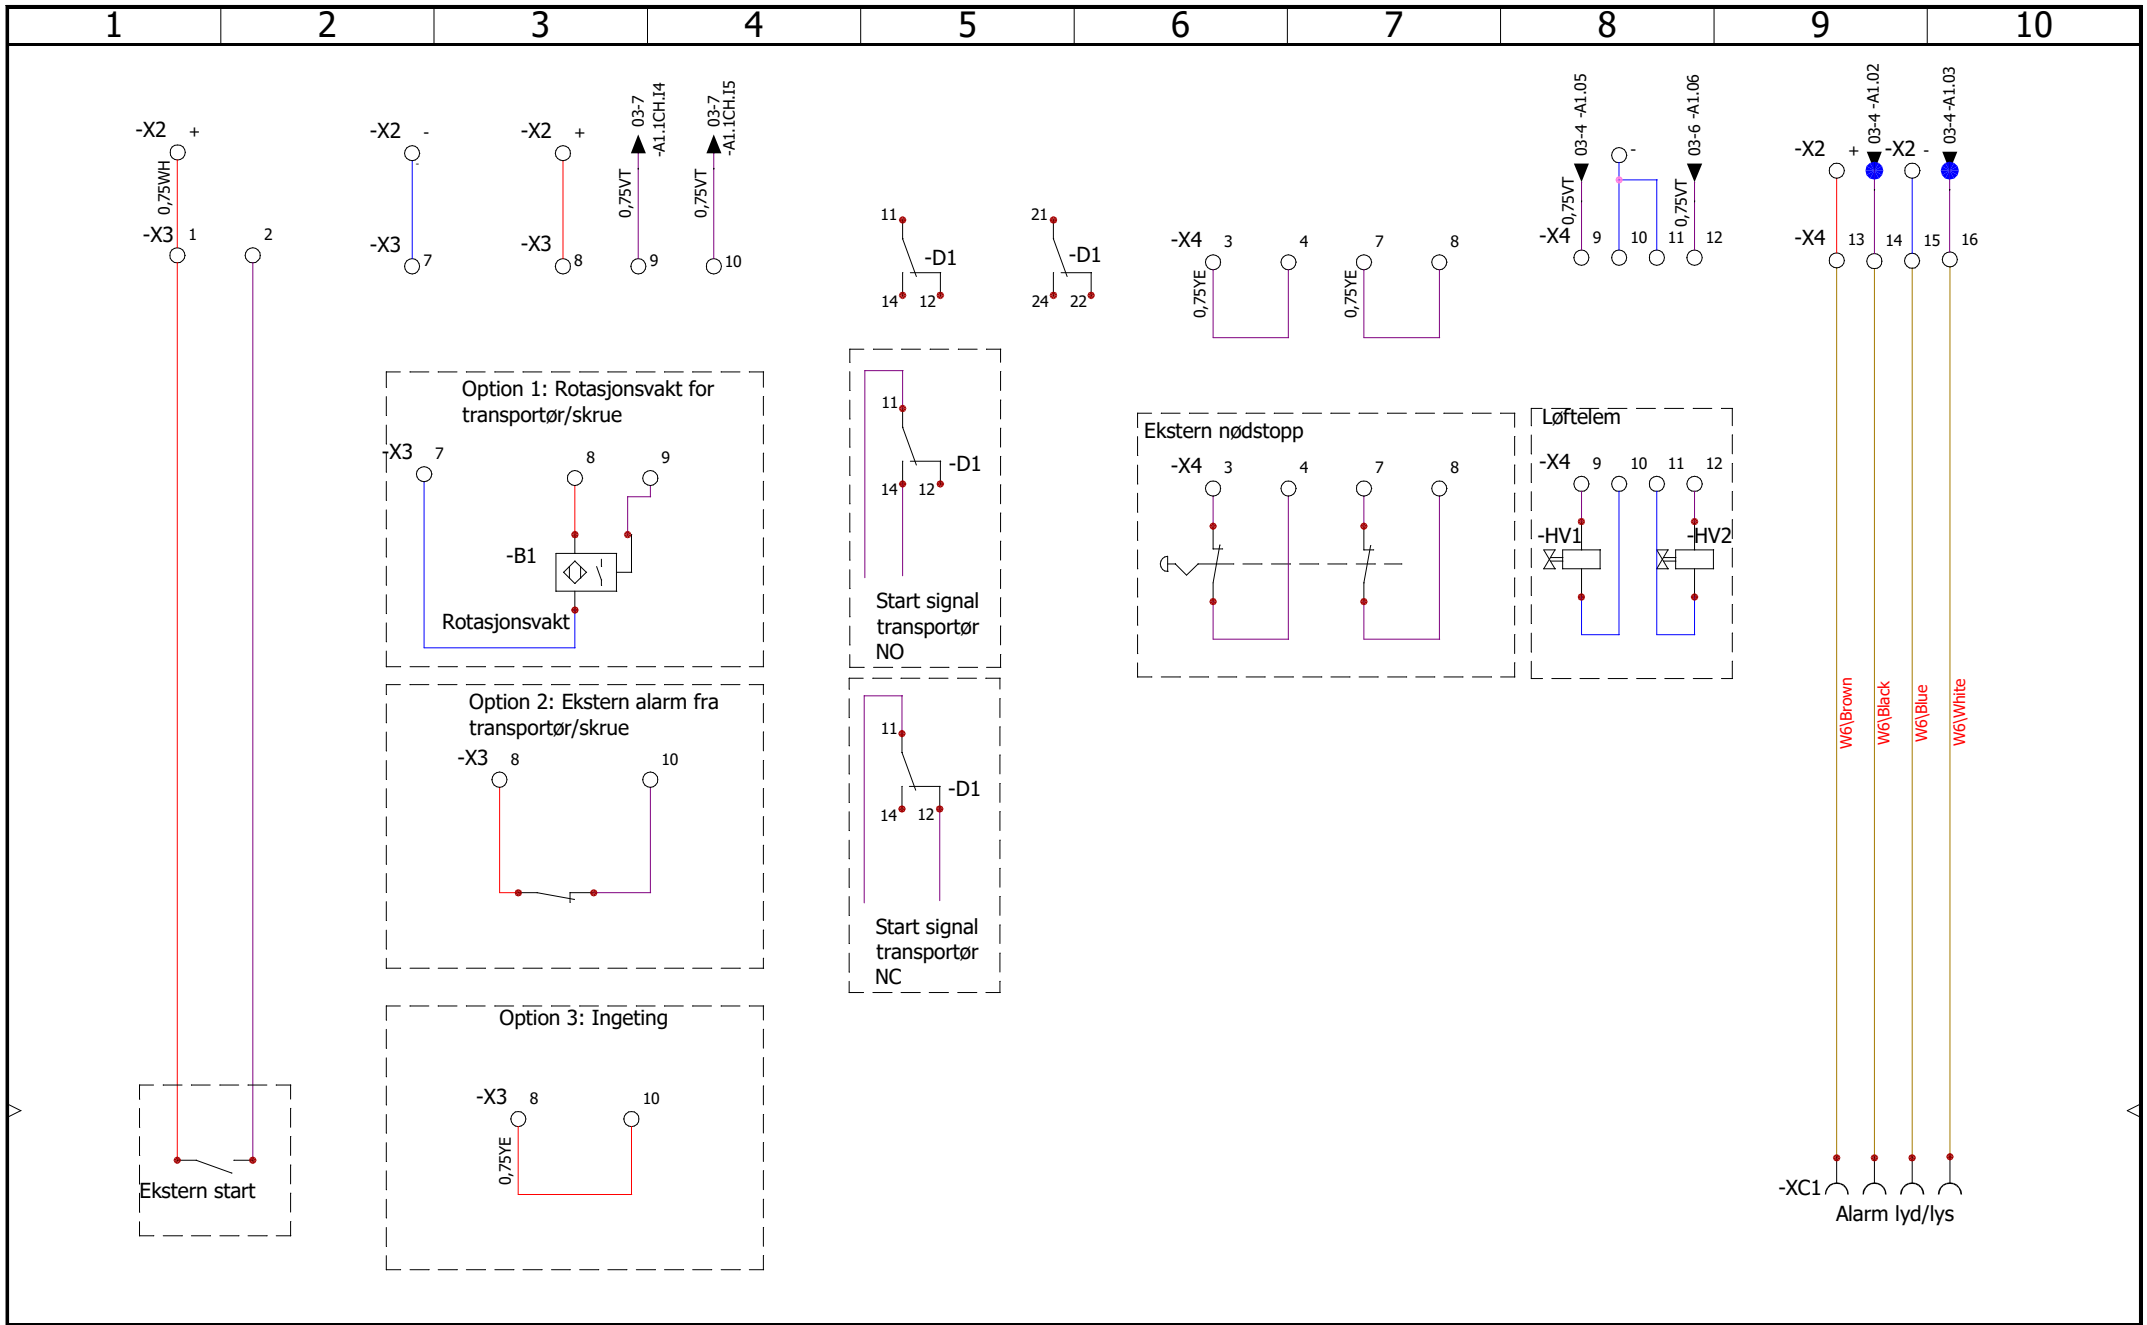 1 2 3 4 5 6 7 8 9 10
-X2 +
0,75WH
-X3 1 2
-X2 -
-X3 7
-X2 +
-X3 8
03-7
-A1.1CH.I4
0,75VT
9
03-7
-A1.1CH.I5
0,75VT
10
11
-D1
14 12
21
-D1
24 22
-X4 3 4 7 8
0,75YE
0,75YE
03-4 -A1.05
-
03-6 -A1.06
0,75VT
0,75VT
-X4 9 10 11 12
03-4 -A1.02
03-4 -A1.03
-X2 + -X2 -
-X4 13 14 15 16
Option 1: Rotasjonsvakt for
transportør/skrue
-X3 7 8 9
-B1
Rotasjonsvakt
11
-D1
14 12
Start signal
transportør
NO
Ekstern nødstopp
-X4 3 4 7 8
Løftelem
-X4 9 10 11 12
-HV1 -HV2
Option 2: Ekstern alarm fra
transportør/skrue
-X3 8 10
11
-D1
14 12
Start signal
transportør
NC
W6\Brown
W6\Black
W6\Blue
W6\White
Option 3: Ingeting
-X3 8 10
0,75YE
Ekstern start
-XC1
Alarm lyd/lys